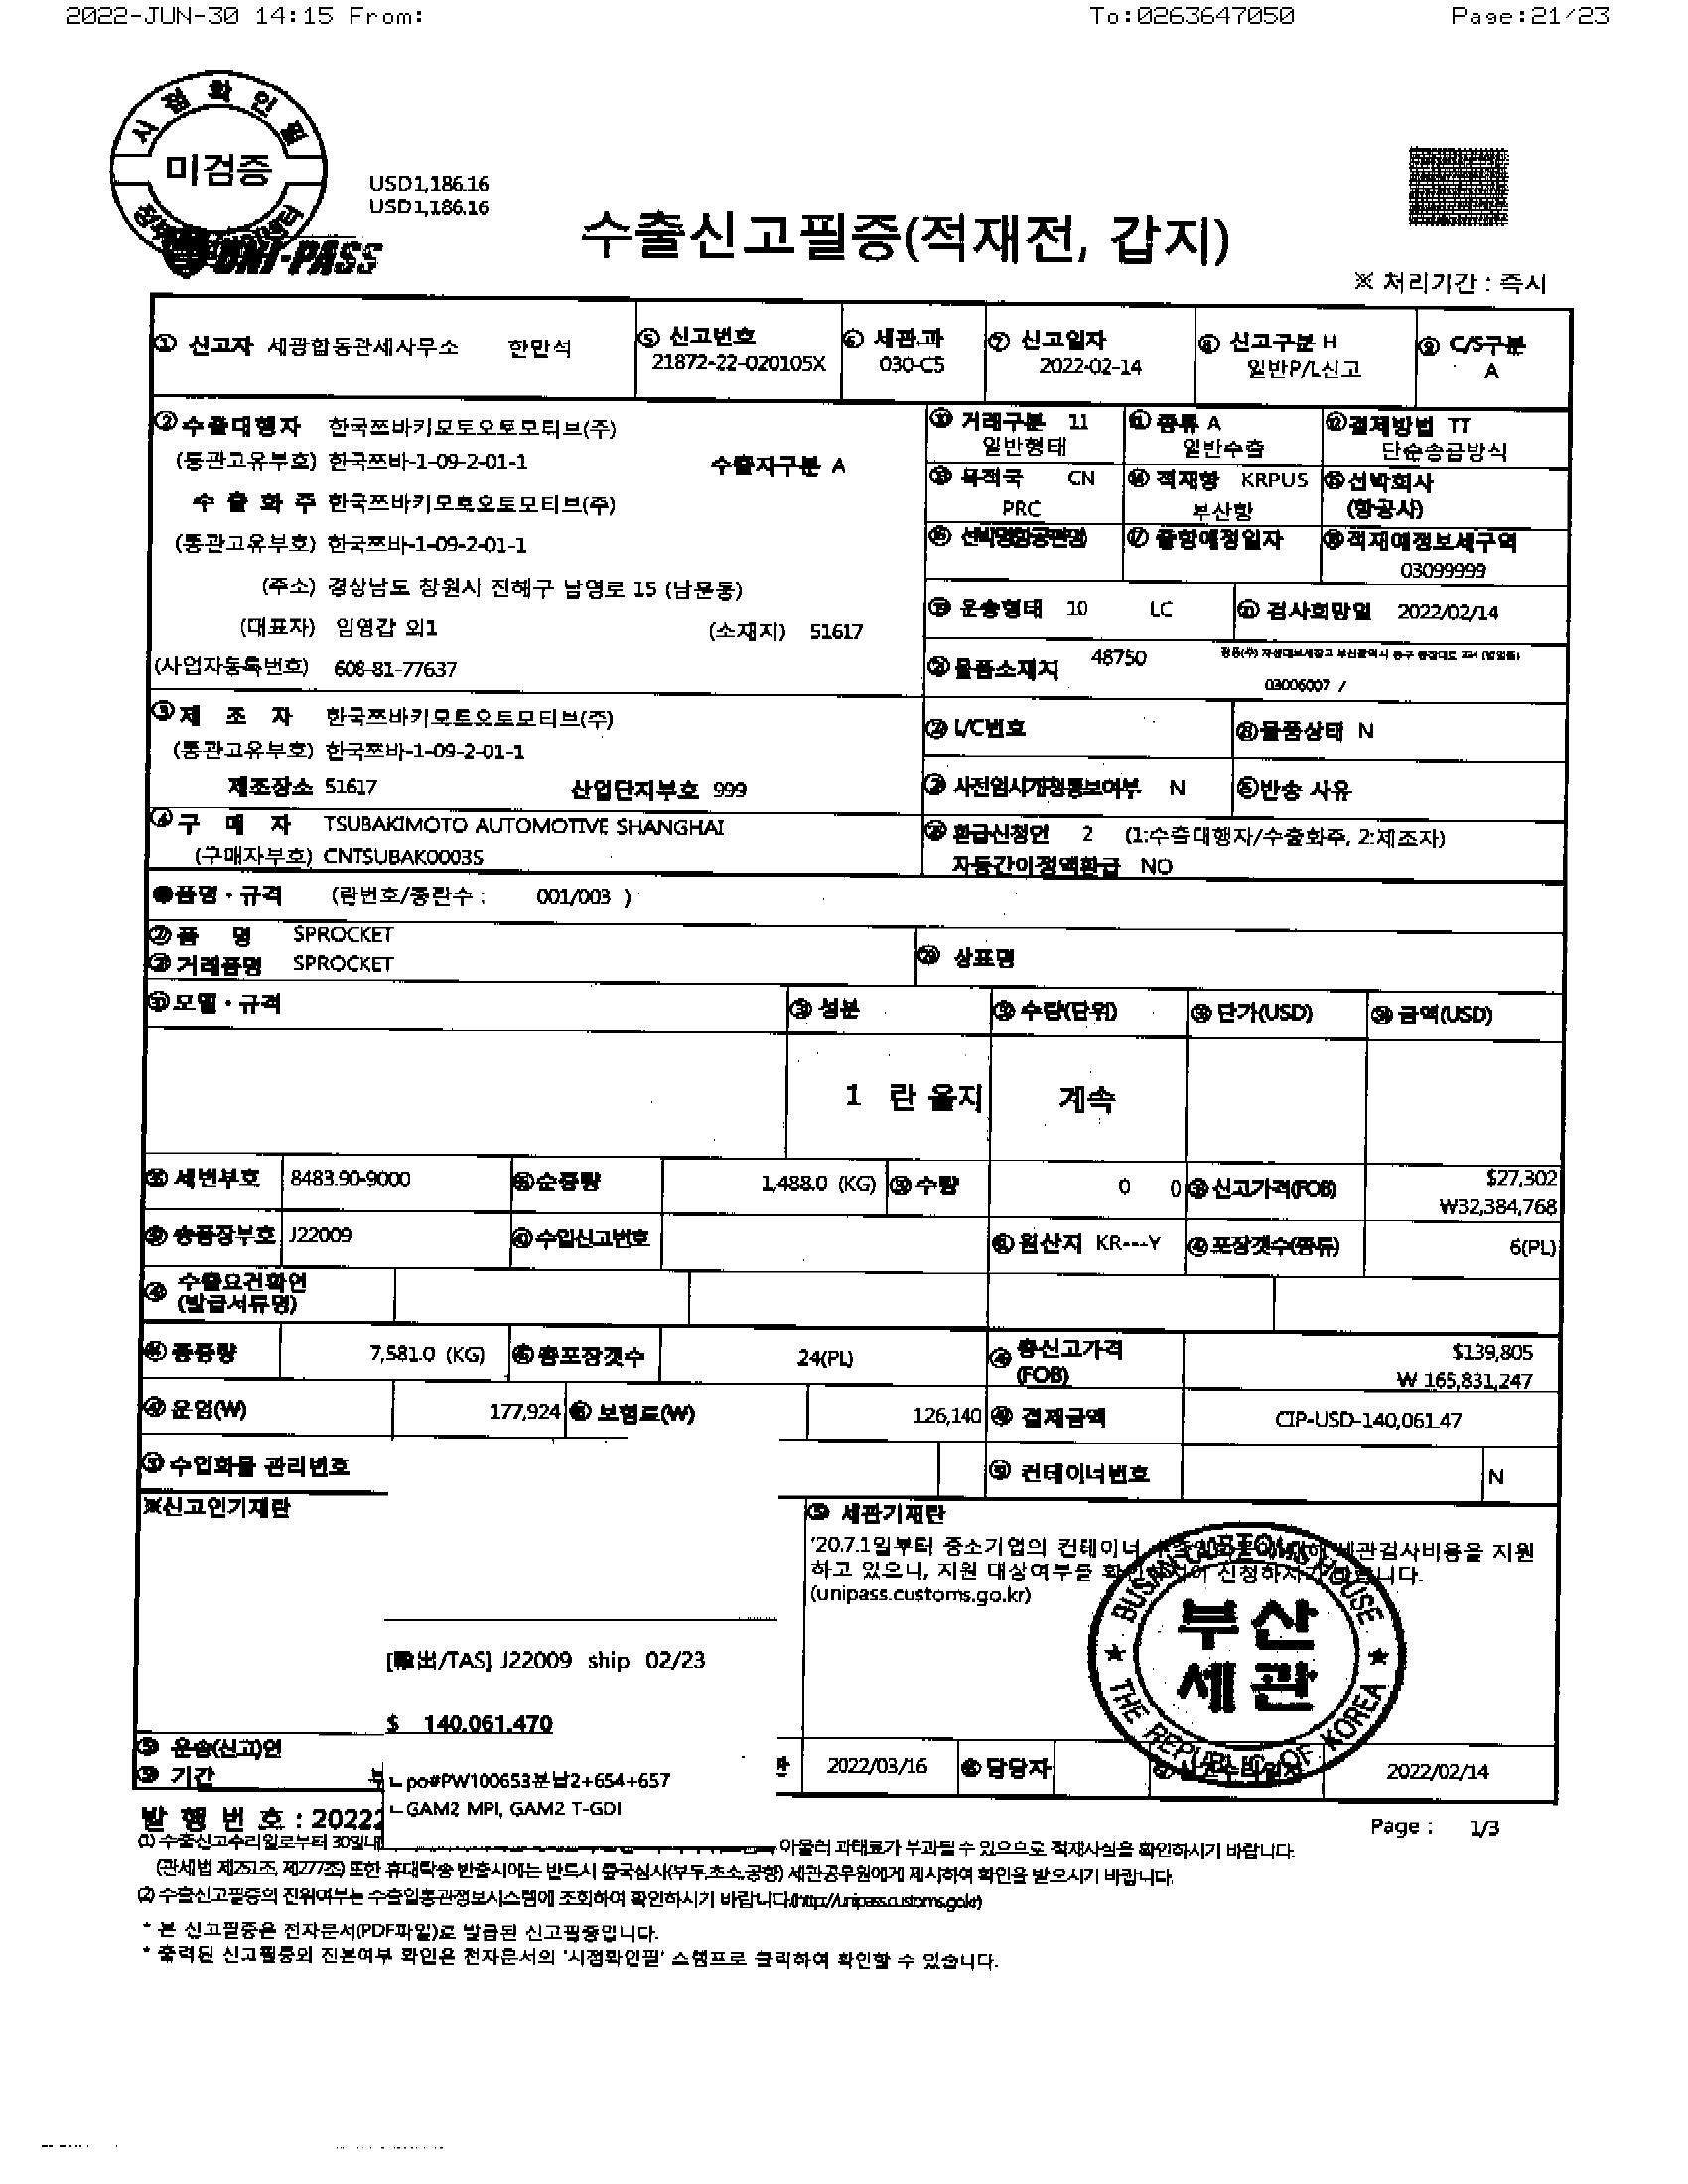 2022-JUN-30 14:15 From: To:0263647050 Page:21/23
시점확인필
미검증
UNI-PASS
USD1,186.16
USD1,186.16
수출신고필증(적재전, 갑지)
※ 처리기간 : 즉시
① 신고자 세광합동관세사무소 한만석
⑤ 신고번호
21872-22-020105X
⑥ 세관.과
030-C5
⑦ 신고일자
2022-02-14
⑧ 신고구분 H
일반P/L신고
⑨ C/S구분
A
② 수출대행자 한국쯔바키모토오토모티브(주)
(통관고유부호) 한국쯔바-1-09-2-01-1 수출자구분 A
수 출 화 주 한국쯔바키모토오토모티브(주)
(통관고유부호) 한국쯔바-1-09-2-01-1
(주소) 경상남도 창원시 진해구 남영로 15 (남문동)
(대표자) 임영갑 외1 (소재지) 51617
(사업자등록번호) 608-81-77637
⑩ 거래구분 11
일반형태
⑪ 종류 A
일반수출
⑫ 결제방법 TT
단순송금방식
⑬ 목적국 CN
PRC
⑭ 적재항 KRPUS
부산항
⑮ 선박회사
(항공사)
⑯ 선박명(항공편명)
⑰ 출항예정일자
⑱ 적재예정보세구역
03099999
⑲ 운송형태 10 LC
⑳ 검사희망일 2022/02/14
㉑ 물품소재지 48750
03006007 /
③ 제 조 자 한국쯔바키모토오토모티브(주)
(통관고유부호) 한국쯔바-1-09-2-01-1
제조장소 51617 산업단지부호 999
㉒ L/C번호
㉓ 물품상태 N
㉔ 사전임시개청통보여부 N
㉕ 반송 사유
④ 구 매 자 TSUBAKIMOTO AUTOMOTIVE SHANGHAI
(구매자부호) CNTSUBAK00035
㉖ 환급신청인 2 (1:수출대행자/수출화주, 2:제조자)
자동간이정액환급 NO
●품명 · 규격 (란번호/총란수 : 001/003 )
㉗ 품 명 SPROCKET
㉘ 거래품명 SPROCKET
㉙ 상표명
㉚ 모델 · 규격
㉛ 성분
㉜ 수량(단위)
㉝ 단가(USD)
㉞ 금액(USD)
1 란 을지 계속
㉟ 세번부호 8483.90-9000
㊱ 순중량 1,488.0 (KG)
㊲ 수량 0 0
㊳ 신고가격(FOB) $27,302
₩32,384,768
㊴ 송품장부호 J22009
㊵ 수입신고번호
㊶ 원산지 KR---Y
㊷ 포장갯수(종류) 6(PL)
㊸ 수출요건확인
(발급서류명)
㊹ 총중량 7,581.0 (KG)
㊺ 총포장갯수 24(PL)
㊻ 총신고가격
(FOB)
$139,805
₩ 165,831,247
㊼ 운임(W) 177,924
㊽ 보험료(W) 126,140
㊾ 결제금액 CIP-USD-140,061.47
㊿ 수입화물 관리번호
컨테이너번호 N
※신고인기재란
세관기재란
'20.7.1일부터 중소기업의 컨테이너 세관검사비용을 지원
하고 있으니, 지원 대상여부를 확인하시어 신청하시기 바랍니다.
(unipass.customs.go.kr)
BUSAN CUSTOMS HOUSE
부산
세관
THE REPUBLIC OF KOREA
出/TAS] J22009 ship 02/23
$ 140,061.470
∟po#PW100653분납2+654+657
∟GAM2 MPI, GAM2 T-GDI
운송(신고)인
기간
2022/03/16
담당자
신고수리일자 2022/02/14
발 행 번 호 : 20222
Page : 1/3
(1) 수출신고수리일로부터 30일내 아울러 과태료가 부과될 수 있으므로 적재사실을 확인하시기 바랍니다.
(관세법 제251조, 제277조) 또한 휴대탁송 반출시에는 반드시 출국심사(부두,초소,공항) 세관공무원에게 제시하여 확인을 받으시기 바랍니다.
(2) 수출신고필증의 진위여부는 수출입통관정보시스템에 조회하여 확인하시기 바랍니다.(http://unipass.customs.go.kr)
* 본 신고필증은 전자문서(PDF파일)로 발급된 신고필증입니다.
* 출력된 신고필증의 진본여부 확인은 전자문서의 '시점확인필' 스탬프로 클릭하여 확인할 수 있습니다.